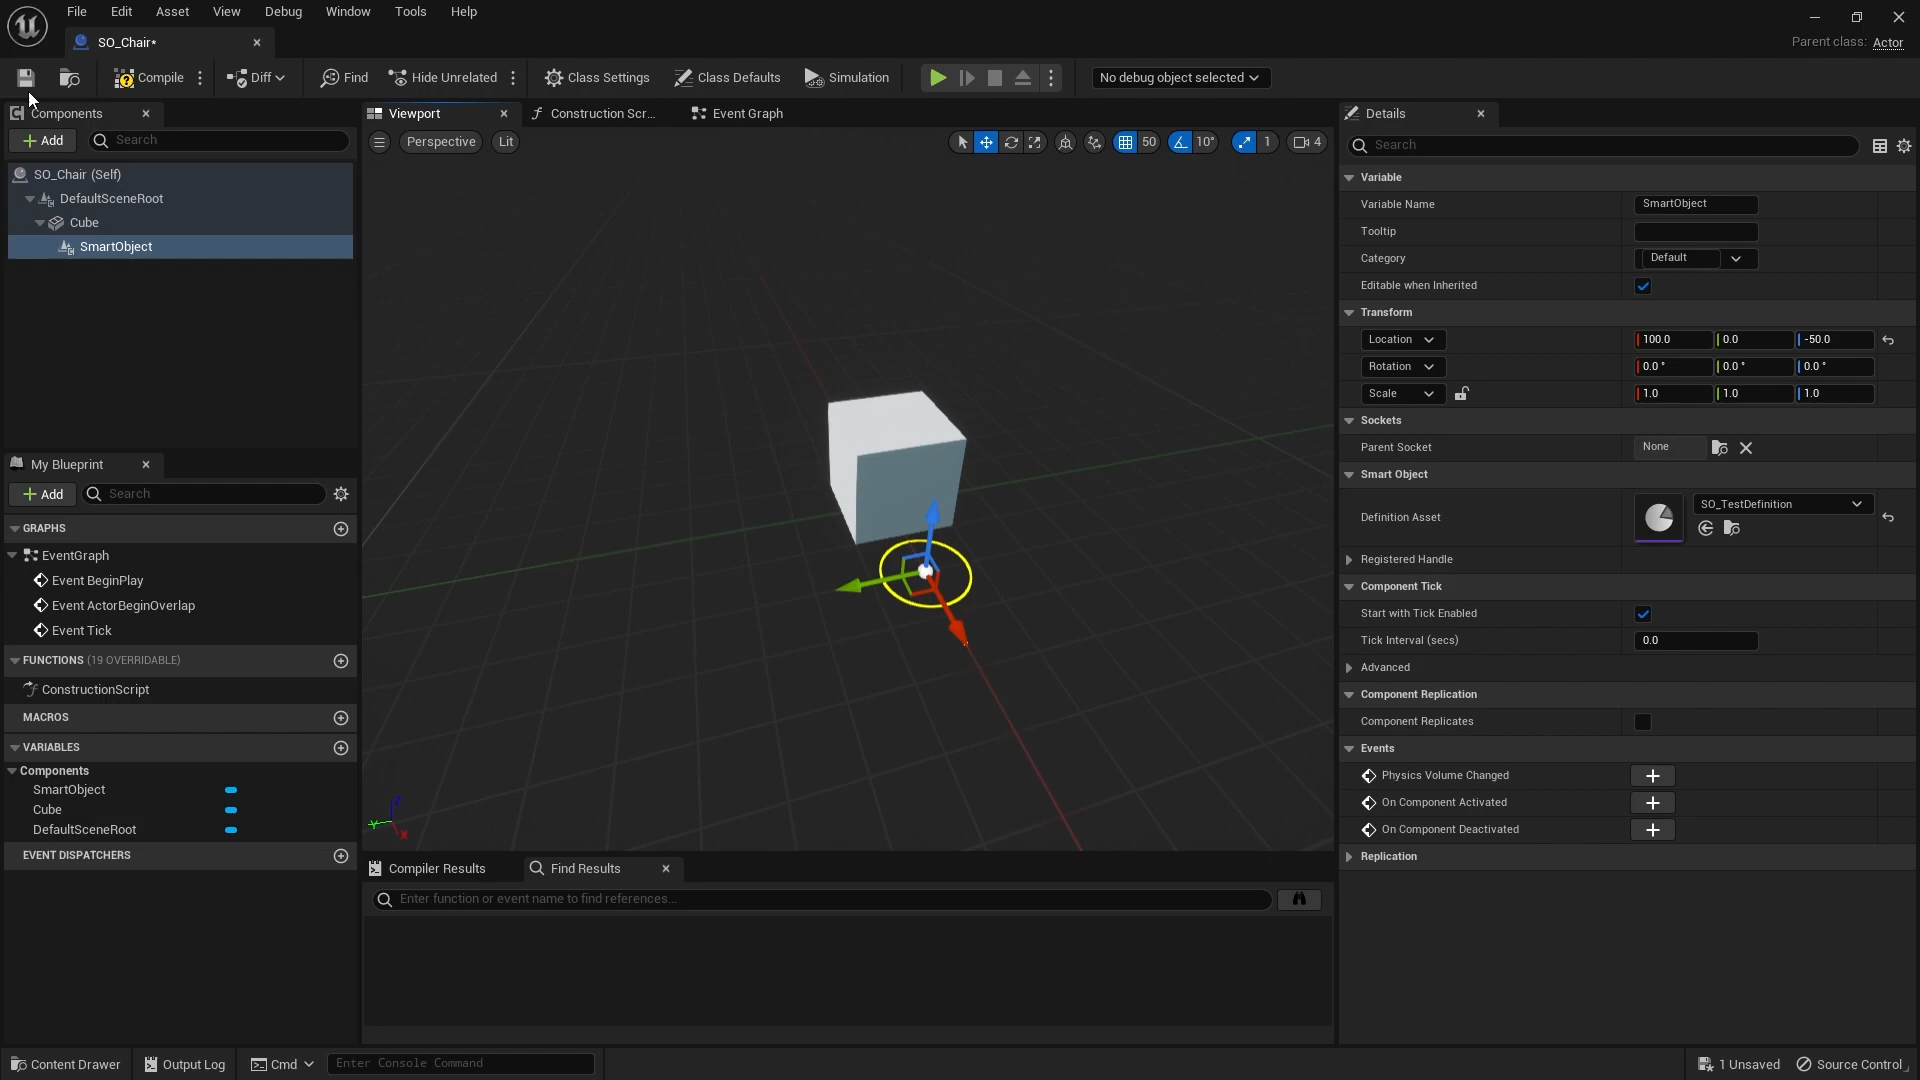 File Edit Asset View Debug Window Tools Help
SO_Chair*
Parent class: Actor
Compile Diff Find Hide Unrelated Class Settings Class Defaults Simulation No debug object selected
Components
Add Search
SO_Chair (Self)
DefaultSceneRoot
Cube
SmartObject
My Blueprint
Add Search
GRAPHS
EventGraph
Event BeginPlay
Event ActorBeginOverlap
Event Tick
FUNCTIONS (19 OVERRIDABLE)
ConstructionScript
MACROS
VARIABLES
Components
SmartObject
Cube
DefaultSceneRoot
EVENT DISPATCHERS
Viewport Construction Scr... Event Graph
Perspective Lit 50 10° 1 4
Z
Y
X
Compiler Results Find Results
Enter function or event name to find references...
Details
Search
Variable
Variable Name SmartObject
Tooltip
Category Default
Editable when Inherited
Transform
Location 100.0 0.0 -50.0
Rotation 0.0 ° 0.0 ° 0.0 °
Scale 1.0 1.0 1.0
Sockets
Parent Socket None
Smart Object
Definition Asset SO_TestDefinition
Registered Handle
Component Tick
Start with Tick Enabled
Tick Interval (secs) 0.0
Advanced
Component Replication
Component Replicates
Events
Physics Volume Changed
On Component Activated
On Component Deactivated
Replication
Content Drawer Output Log Cmd Enter Console Command 1 Unsaved Source Control